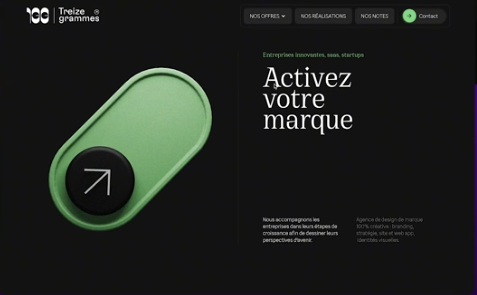 Treize
grammes ®
NOS OFFRES
NOS RÉALISATIONS
NOS NOTES
Contact
Entreprises innovantes, saas, startups
Activez
votre
marque
Nous accompagnons les
entreprises dans leurs étapes de
croissance afin de dessiner leurs
perspectives d'avenir.
Agence de design de marque
100% créative : branding,
stratégie, site et web app,
identités visuelles.